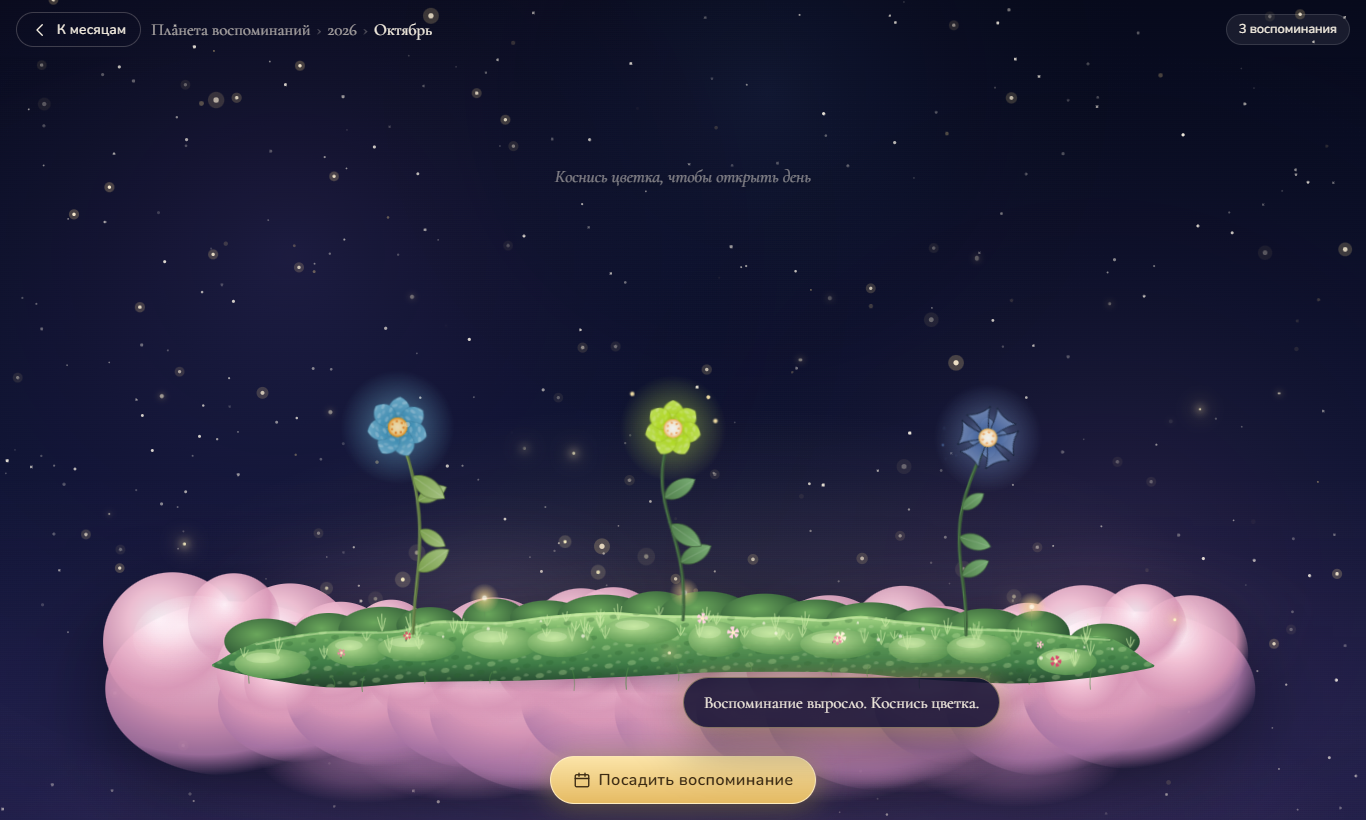 К месяцам
Планета воспоминаний › 2026 › Октябрь
3 воспоминания
Коснись цветка, чтобы открыть день
Воспоминание выросло. Коснись цветка.
Посадить воспоминание